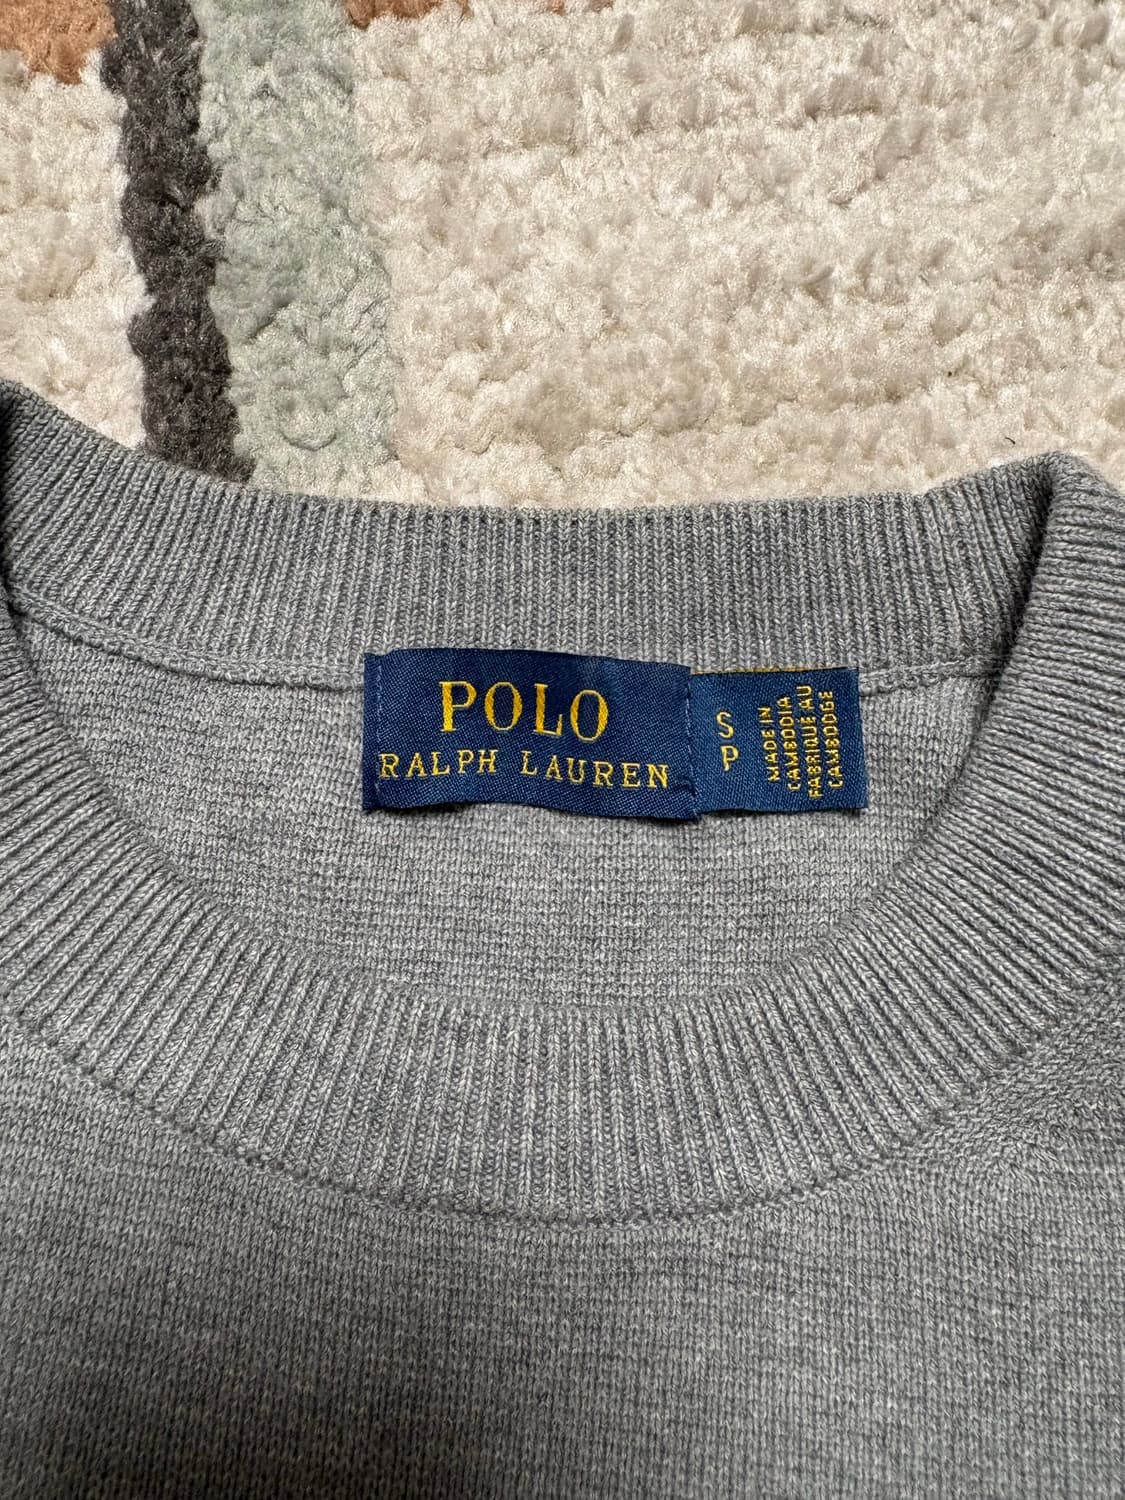 POLO
RALPH LAUREN
S
P
MADE IN
CAMBODIA
FABRIQUE AU
CAMBODGE